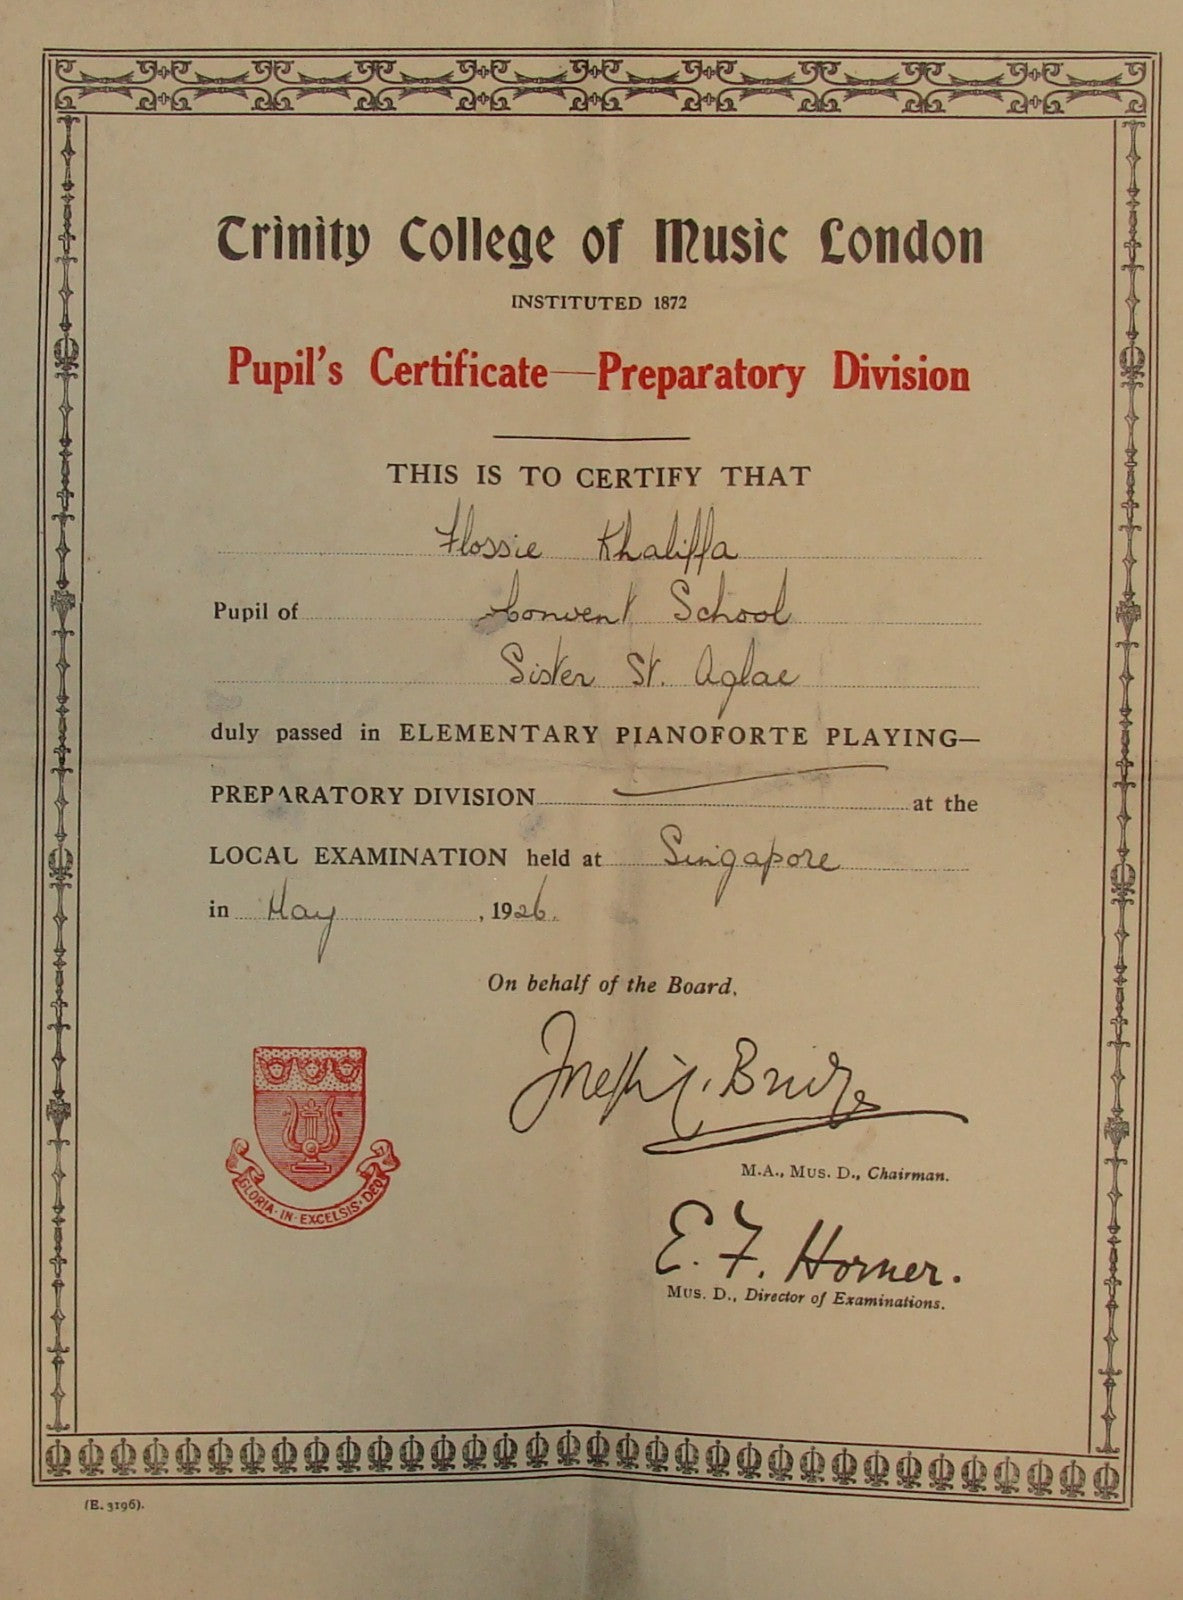 Trinity College of Music London
INSTITUTED 1872
Pupil's Certificate—Preparatory Division
THIS IS TO CERTIFY THAT
Flossie Khaliffa
Pupil of Convent School
Sister St. Aglae
duly passed in ELEMENTARY PIANOFORTE PLAYING—
PREPARATORY DIVISION at the
LOCAL EXAMINATION held at Singapore
in May, 1926.
On behalf of the Board,
Joseph C. Bridge
M.A., MUS. D., Chairman.
GLORIA·IN·EXCELSIS·DEO
E. F. Horner.
MUS. D., Director of Examinations.
(E. 3196).